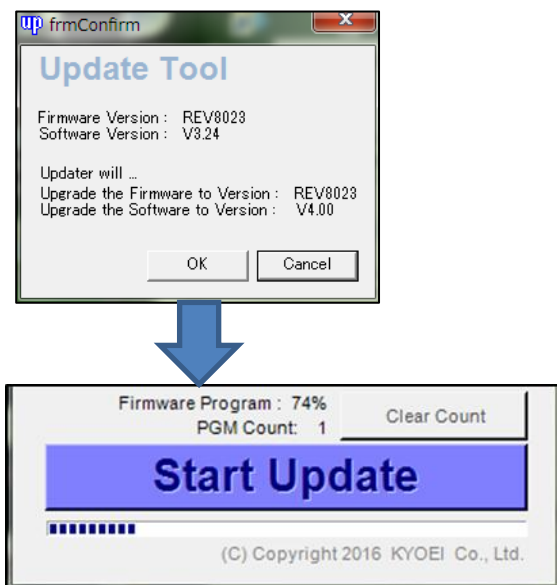 up frmConfirm
Update Tool
Firmware Version : REV8023
Software Version : V3.24
Updater will ...
Upgrade the Firmware to Version : REV8023
Upgrade the Software to Version : V4.00
OK Cancel
Firmware Program : 74%
PGM Count: 1
Clear Count
Start Update
(C) Copyright 2016 KYOEI Co., Ltd.